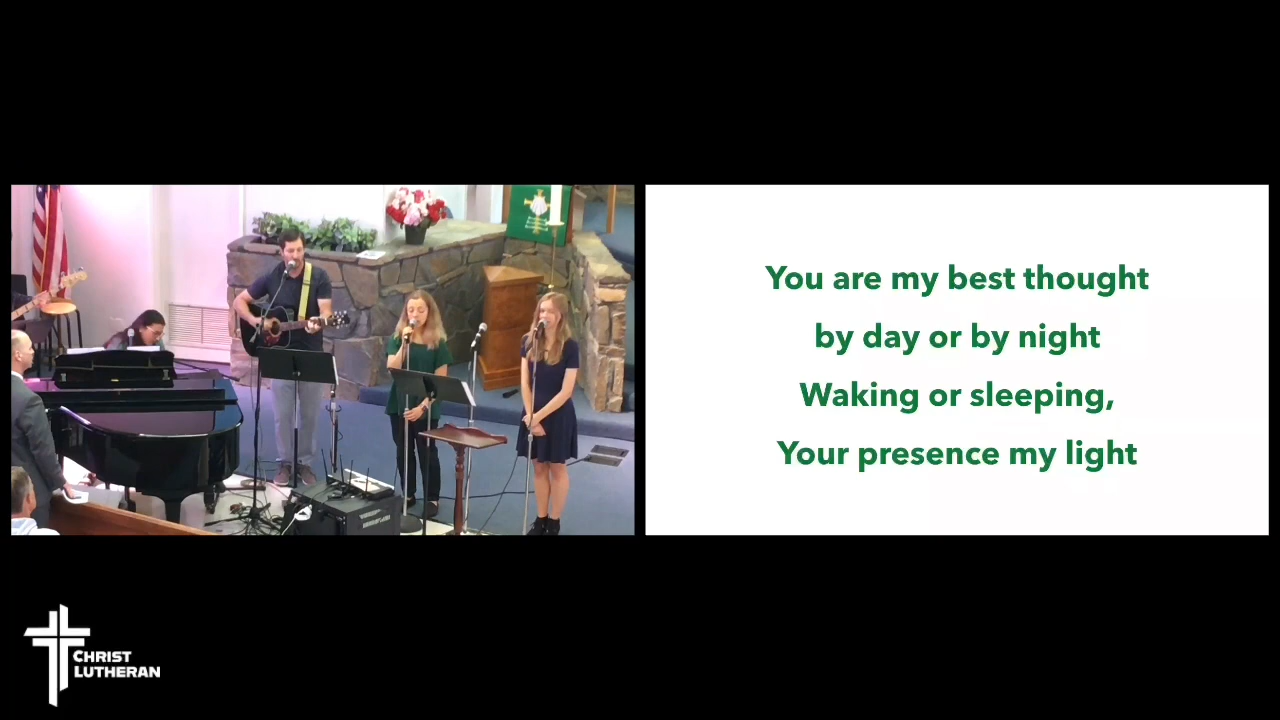 You are my best thought
by day or by night
Waking or sleeping,
Your presence my light
CHRIST
LUTHERAN